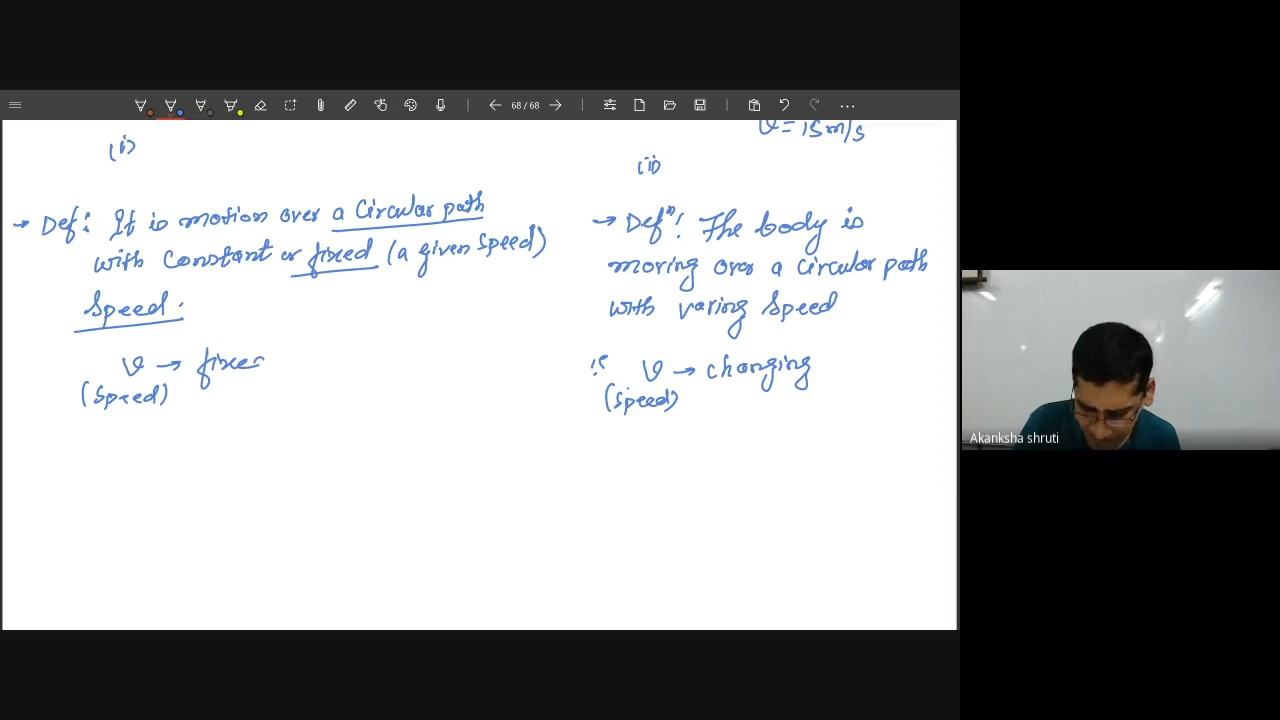 68 / 68
v = 15 m/s
(i)
(ii)
→ Def: It is motion over a Circular path
with constant or fixed (a given speed)
Speed:
v → fixed
(Speed)
→ Defⁿ: The body is
moving over a circular path
with varing speed
v → changing
(speed)
Akanksha shruti